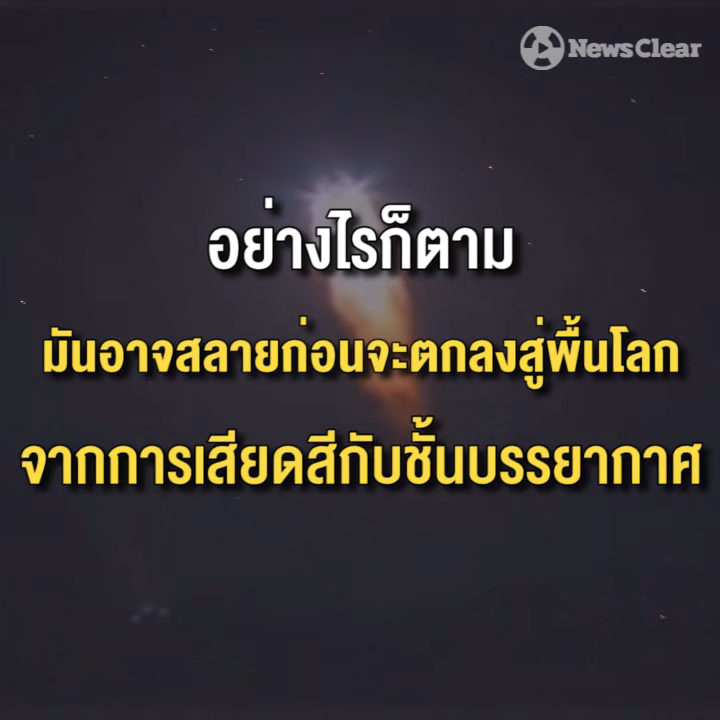 News Clear
อย่างไรก็ตาม
มันอาจสลายก่อนจะตกลงสู่พื้นโลก
จากการเสียดสีกับชั้นบรรยากาศ